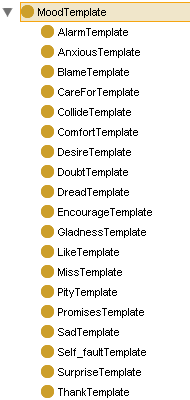 MoodTemplate
AlarmTemplate
AnxiousTemplate
BlameTemplate
CareForTemplate
CollideTemplate
ComfortTemplate
DesireTemplate
DoubtTemplate
DreadTemplate
EncourageTemplate
GladnessTemplate
LikeTemplate
MissTemplate
PityTemplate
PromisesTemplate
SadTemplate
Self_faultTemplate
SurpriseTemplate
ThankTemplate